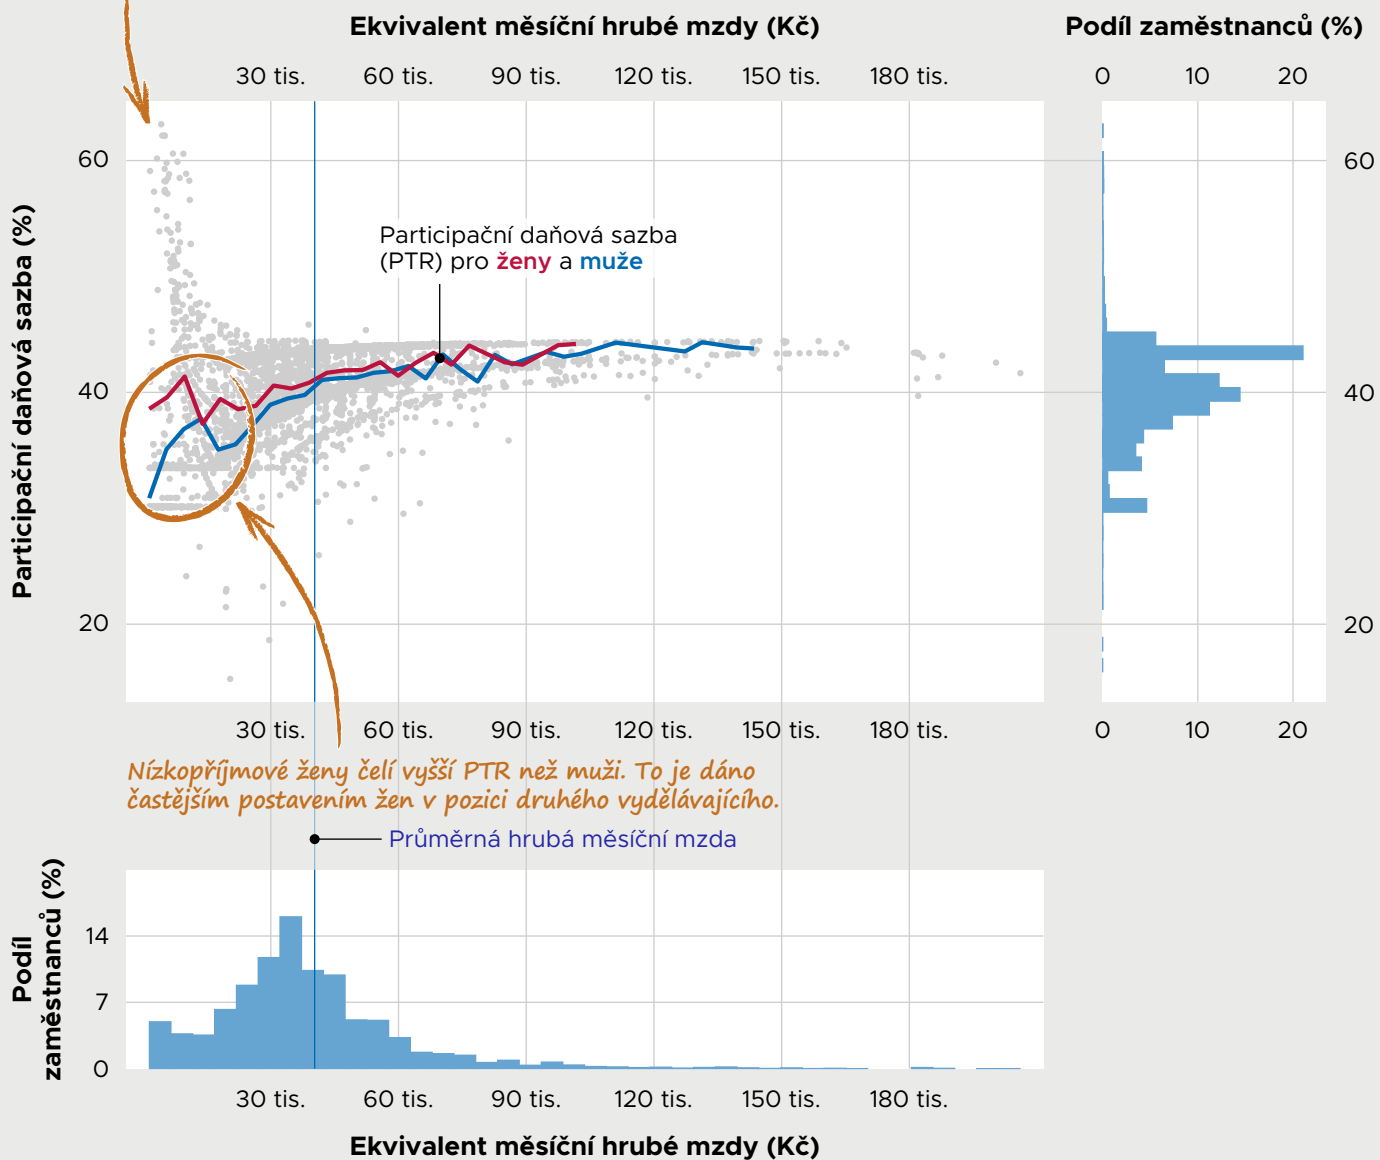 Ekvivalent měsíční hrubé mzdy (Kč)
Podíl zaměstnanců (%)
30 tis. 60 tis. 90 tis. 120 tis. 150 tis. 180 tis.
0 10 20
60
60
Participační daňová sazba (%)
Participační daňová sazba
(PTR) pro ženy a muže
40
40
20
20
30 tis. 60 tis. 90 tis. 120 tis. 150 tis. 180 tis.
0 10 20
Nízkopříjmové ženy čelí vyšší PTR než muži. To je dáno
častějším postavením žen v pozici druhého vydělávajícího.
Průměrná hrubá měsíční mzda
Podíl
zaměstnanců (%)
14
7
0
30 tis. 60 tis. 90 tis. 120 tis. 150 tis. 180 tis.
Ekvivalent měsíční hrubé mzdy (Kč)